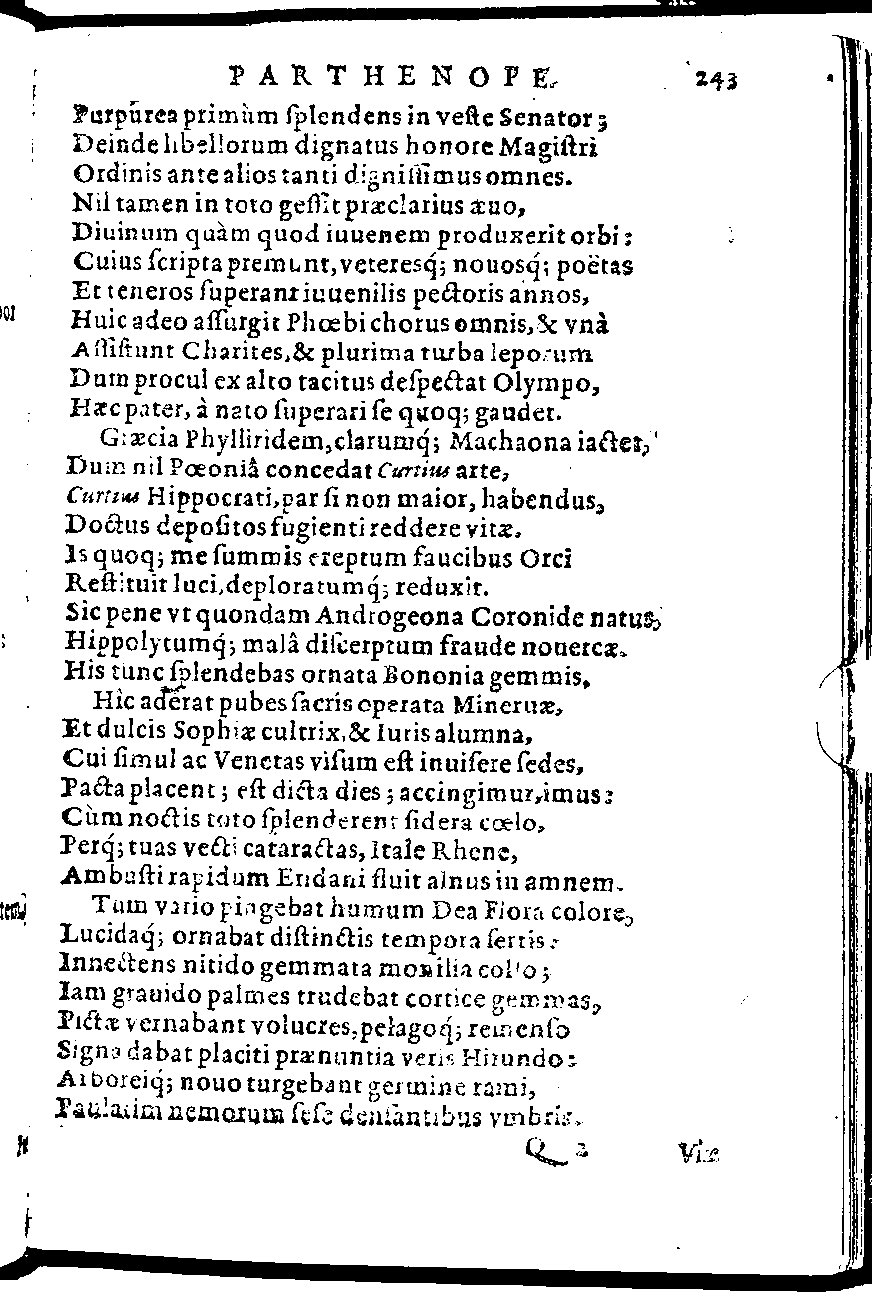 PARTHENOPE. 243
Purpúrea primùm ſplendens in veſte Senator;
Deinde libellorum dignatus honore Magiſtri
Ordinis ante alios tanti digniſſimus omnes.
Nil tamen in toto geſſit præclarius æuo,
Diuinum quàm quod iuuenem produxerit orbi:
Cuius ſcripta premunt, veteresq́; nouosq́; poëtas
Et teneros ſuperant iuuenilis pectoris annos,
Huic adeo aſſurgit Phœbi chorus omnis, & vnà
Aſſiſtunt Charites, & plurima turba leporum
Dum procul ex alto tacitus deſpectat Olympo,
Hæc pater, à nato ſuperari ſe quoq; gaudet.
Græcia Phylliridem, clarumq́; Machaona iactet,
Dum nil Pœoniâ concedat Curtius arte,
Curtius Hippocrati, par ſi non maior, habendus,
Doctus depoſitos fugienti reddere vitæ.
Is quoq; me ſummis ereptum faucibus Orci
Reſtituit luci, deploratumq́; reduxit.
Sic pene vt quondam Androgeona Coronide natus,
Hippolytumq́; malâ diſcerptum fraude nouercæ.
His tunc ſplendebas ornata Bononia gemmis,
Hìc aderat pubes ſacris operata Mineruæ,
Et dulcis Sophiæ cultrix, & Iuris alumna,
Cui ſimul ac Venetas viſum eſt inuiſere ſedes,
Pacta placent; eſt dicta dies; accingimur, imus:
Cùm noctis toto ſplenderent ſidera cœlo,
Perq́; tuas vecti cataractas, Itale Rhene,
Ambuſti rapidum Eridani fluit alnus in amnem.
Tum vario pingebat humum Dea Flora colore,
Lucidaq́; ornabat diſtinctis tempora ſertis:
Innectens nitido gemmata monilia collo;
Iam grauido palmes trudebat cortice gemmas,
Pictæ vernabant volucres, pelagoq́; remenſo
Signa dabat placiti prænuntia veris Hirundo:
Arboreiq́; nouo turgebant germine rami,
Paulatim nemorum ſeſe denſantibus vmbris.
Q 2 Vix